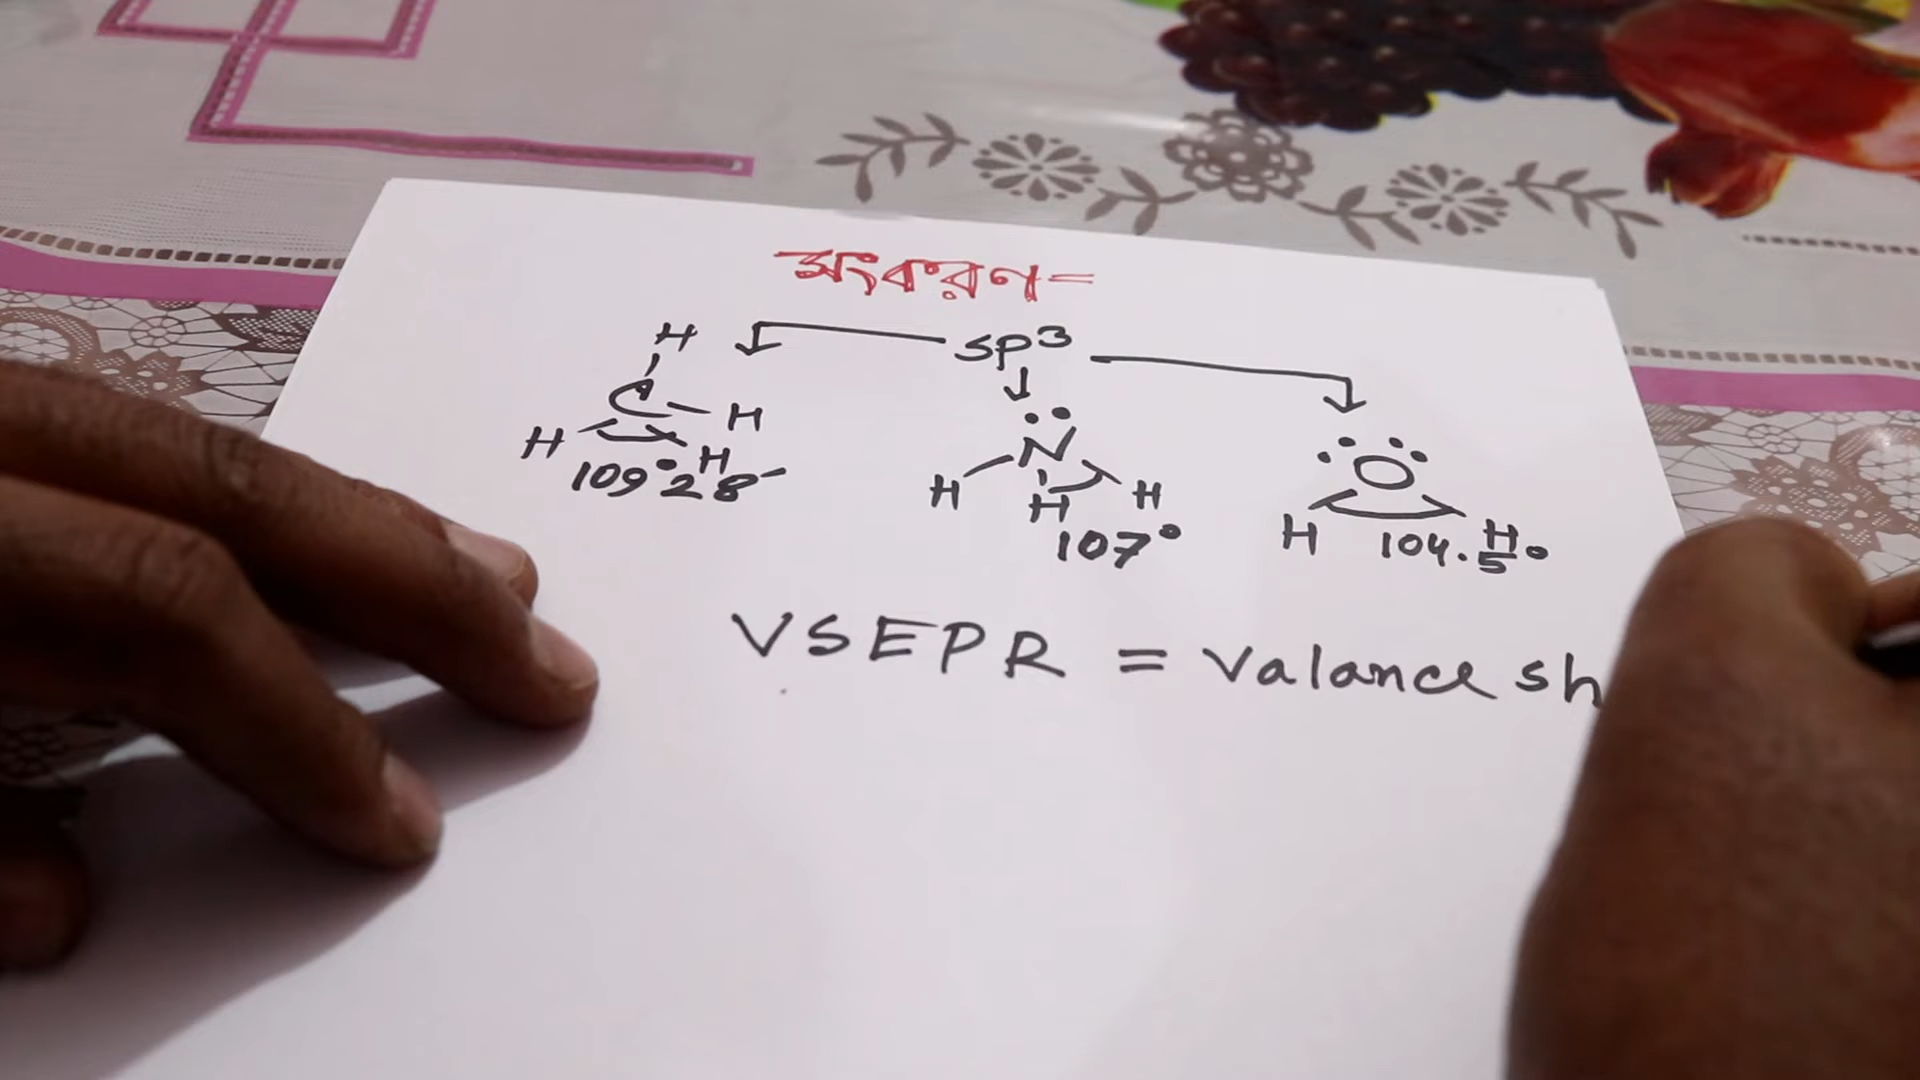 সংকরণ=
H sp³
C - H N O
H H H H H H H
109°28' 107° 104.5°
VSEPR = Valance sh